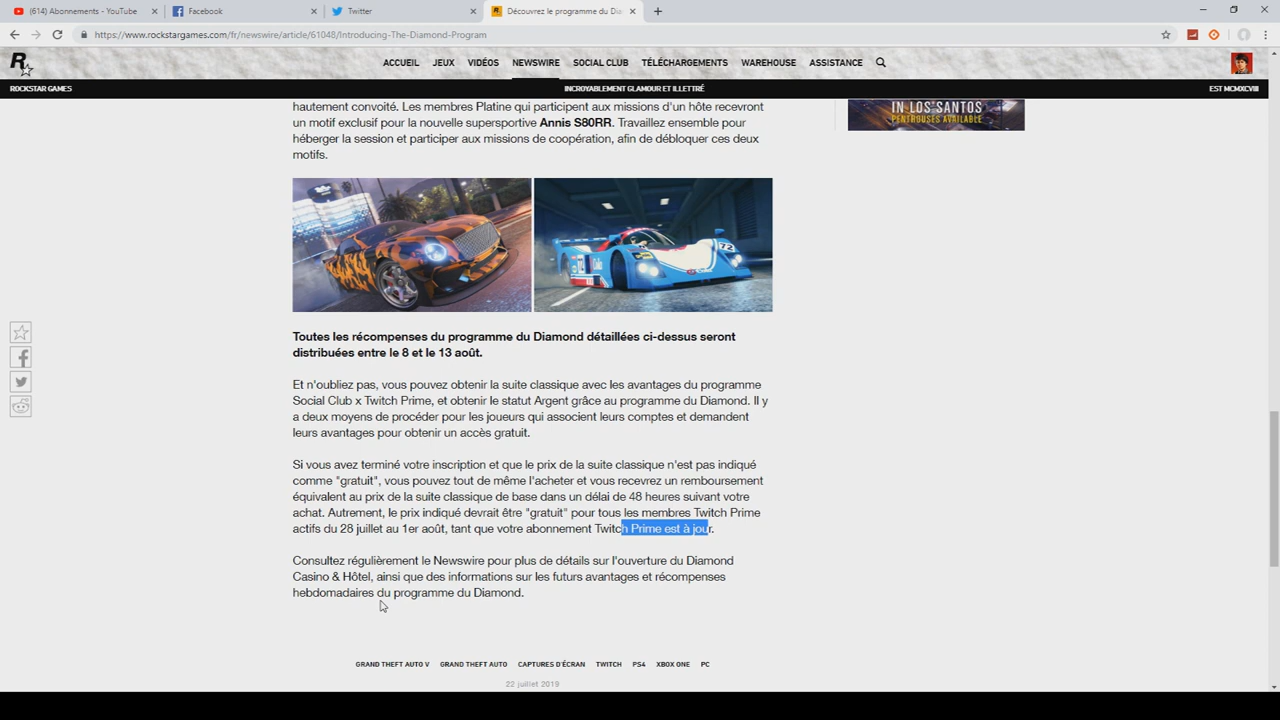 (614) Abonnements - YouTube
Facebook
Twitter
Découvrez le programme du Dia
https://www.rockstargames.com/fr/newswire/article/61048/Introducing-The-Diamond-Program
R
ACCUEIL JEUX VIDÉOS NEWSWIRE SOCIAL CLUB TÉLÉCHARGEMENTS WAREHOUSE ASSISTANCE
ROCKSTAR GAMES INCROYABLEMENT GLAMOUR ET ILLETTRÉ EST MCMXCVIII
hautement convoité. Les membres Platine qui participent aux missions d'un hôte recevront
un motif exclusif pour la nouvelle supersportive Annis S80RR. Travaillez ensemble pour
héberger la session et participer aux missions de coopération, afin de débloquer ces deux
motifs.
IN LOS SANTOS
PENTHOUSES AVAILABLE
72
Toutes les récompenses du programme du Diamond détaillées ci-dessus seront
distribuées entre le 8 et le 13 août.
Et n'oubliez pas, vous pouvez obtenir la suite classique avec les avantages du programme
Social Club x Twitch Prime, et obtenir le statut Argent grâce au programme du Diamond. Il y
a deux moyens de procéder pour les joueurs qui associent leurs comptes et demandent
leurs avantages pour obtenir un accès gratuit.
Si vous avez terminé votre inscription et que le prix de la suite classique n'est pas indiqué
comme "gratuit", vous pouvez tout de même l'acheter et vous recevrez un remboursement
équivalent au prix de la suite classique de base dans un délai de 48 heures suivant votre
achat. Autrement, le prix indiqué devrait être "gratuit" pour tous les membres Twitch Prime
actifs du 28 juillet au 1er août, tant que votre abonnement Twitch Prime est à jour.
Consultez régulièrement le Newswire pour plus de détails sur l'ouverture du Diamond
Casino & Hôtel, ainsi que des informations sur les futurs avantages et récompenses
hebdomadaires du programme du Diamond.
GRAND THEFT AUTO V GRAND THEFT AUTO CAPTURES D'ÉCRAN TWITCH PS4 XBOX ONE PC
22 juillet 2019